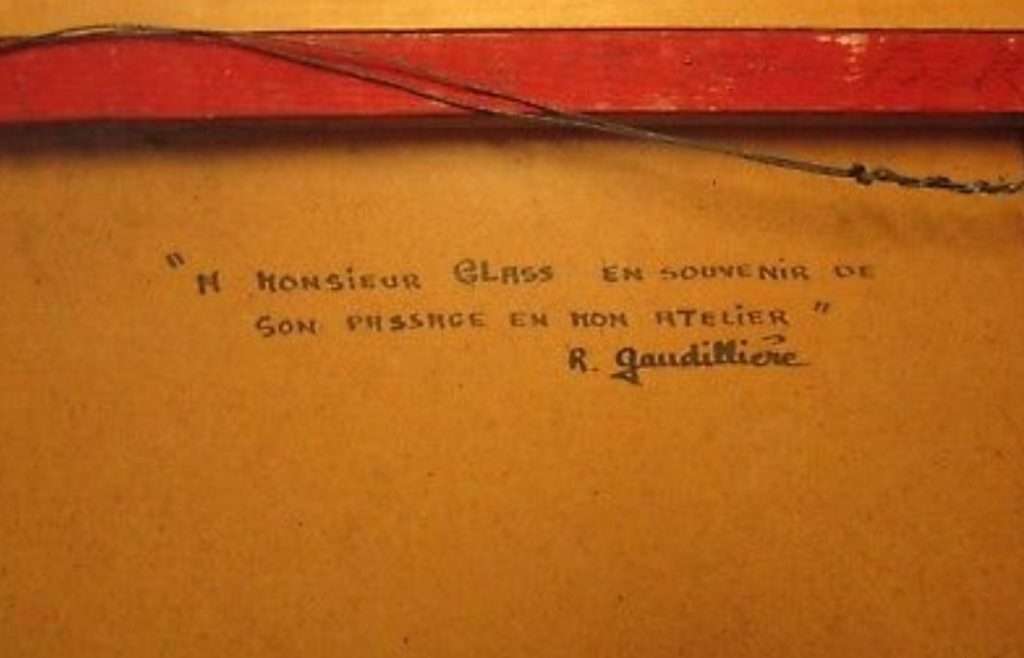 "A MONSIEUR GLASS EN SOUVENIR DE
SON PASSAGE EN MON ATELIER"
R. Gaudillière